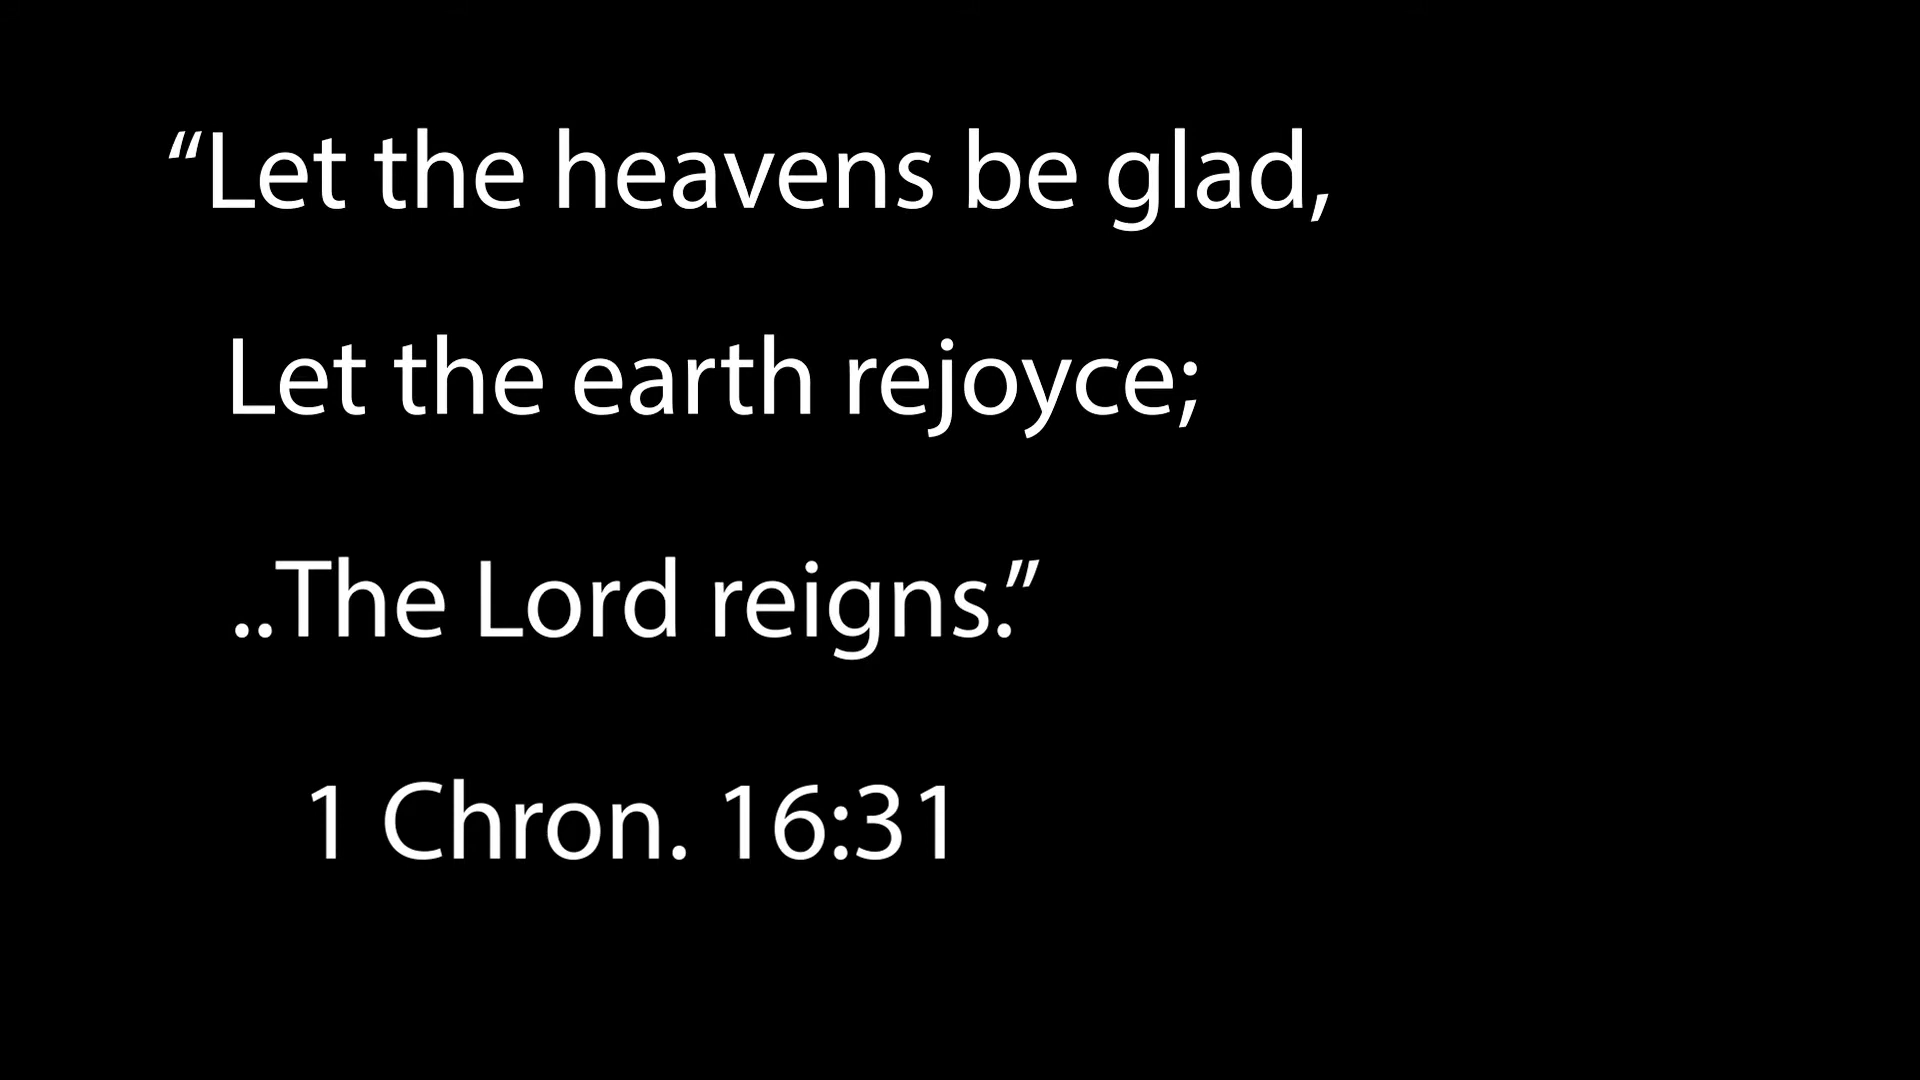 “Let the heavens be glad,
Let the earth rejoyce;
..The Lord reigns.”
1 Chron. 16:31